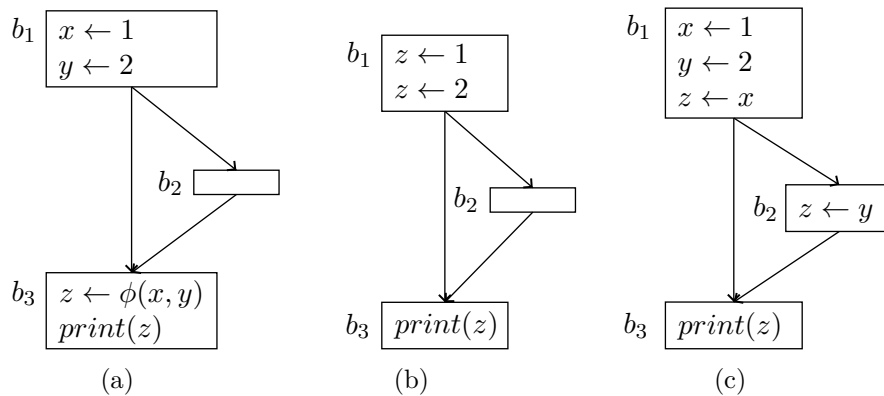 b₁
x ← 1
y ← 2
b₂
b₃
z ← ϕ(x, y)
print(z)
(a)
b₁
z ← 1
z ← 2
b₂
b₃
print(z)
(b)
b₁
x ← 1
y ← 2
z ← x
b₂
z ← y
b₃
print(z)
(c)